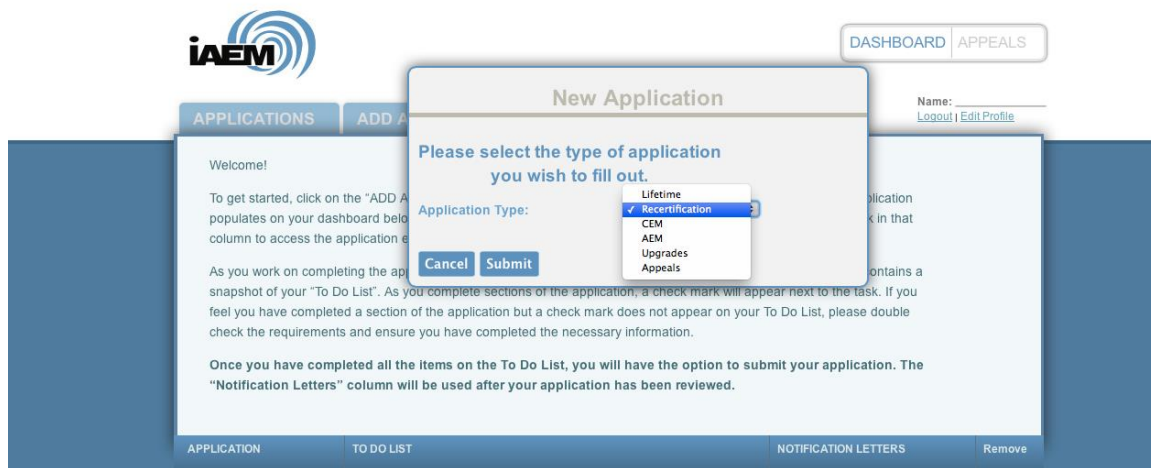 iAEM
DASHBOARD APPEALS
Name:
Logout | Edit Profile
APPLICATIONS ADD A
New Application
Please select the type of application
you wish to fill out.
Application Type:
Lifetime
✓ Recertification
CEM
AEM
Upgrades
Appeals
Cancel Submit
Welcome!
To get started, click on the "ADD A
populates on your dashboard belo
column to access the application e
in that
As you work on completing the app ontains a
snapshot of your "To Do List". As you complete sections of the application, a check mark will appear next to the task. If you
feel you have completed a section of the application but a check mark does not appear on your To Do List, please double
check the requirements and ensure you have completed the necessary information.
Once you have completed all the items on the To Do List, you will have the option to submit your application. The
"Notification Letters" column will be used after your application has been reviewed.
APPLICATION TO DO LIST NOTIFICATION LETTERS Remove